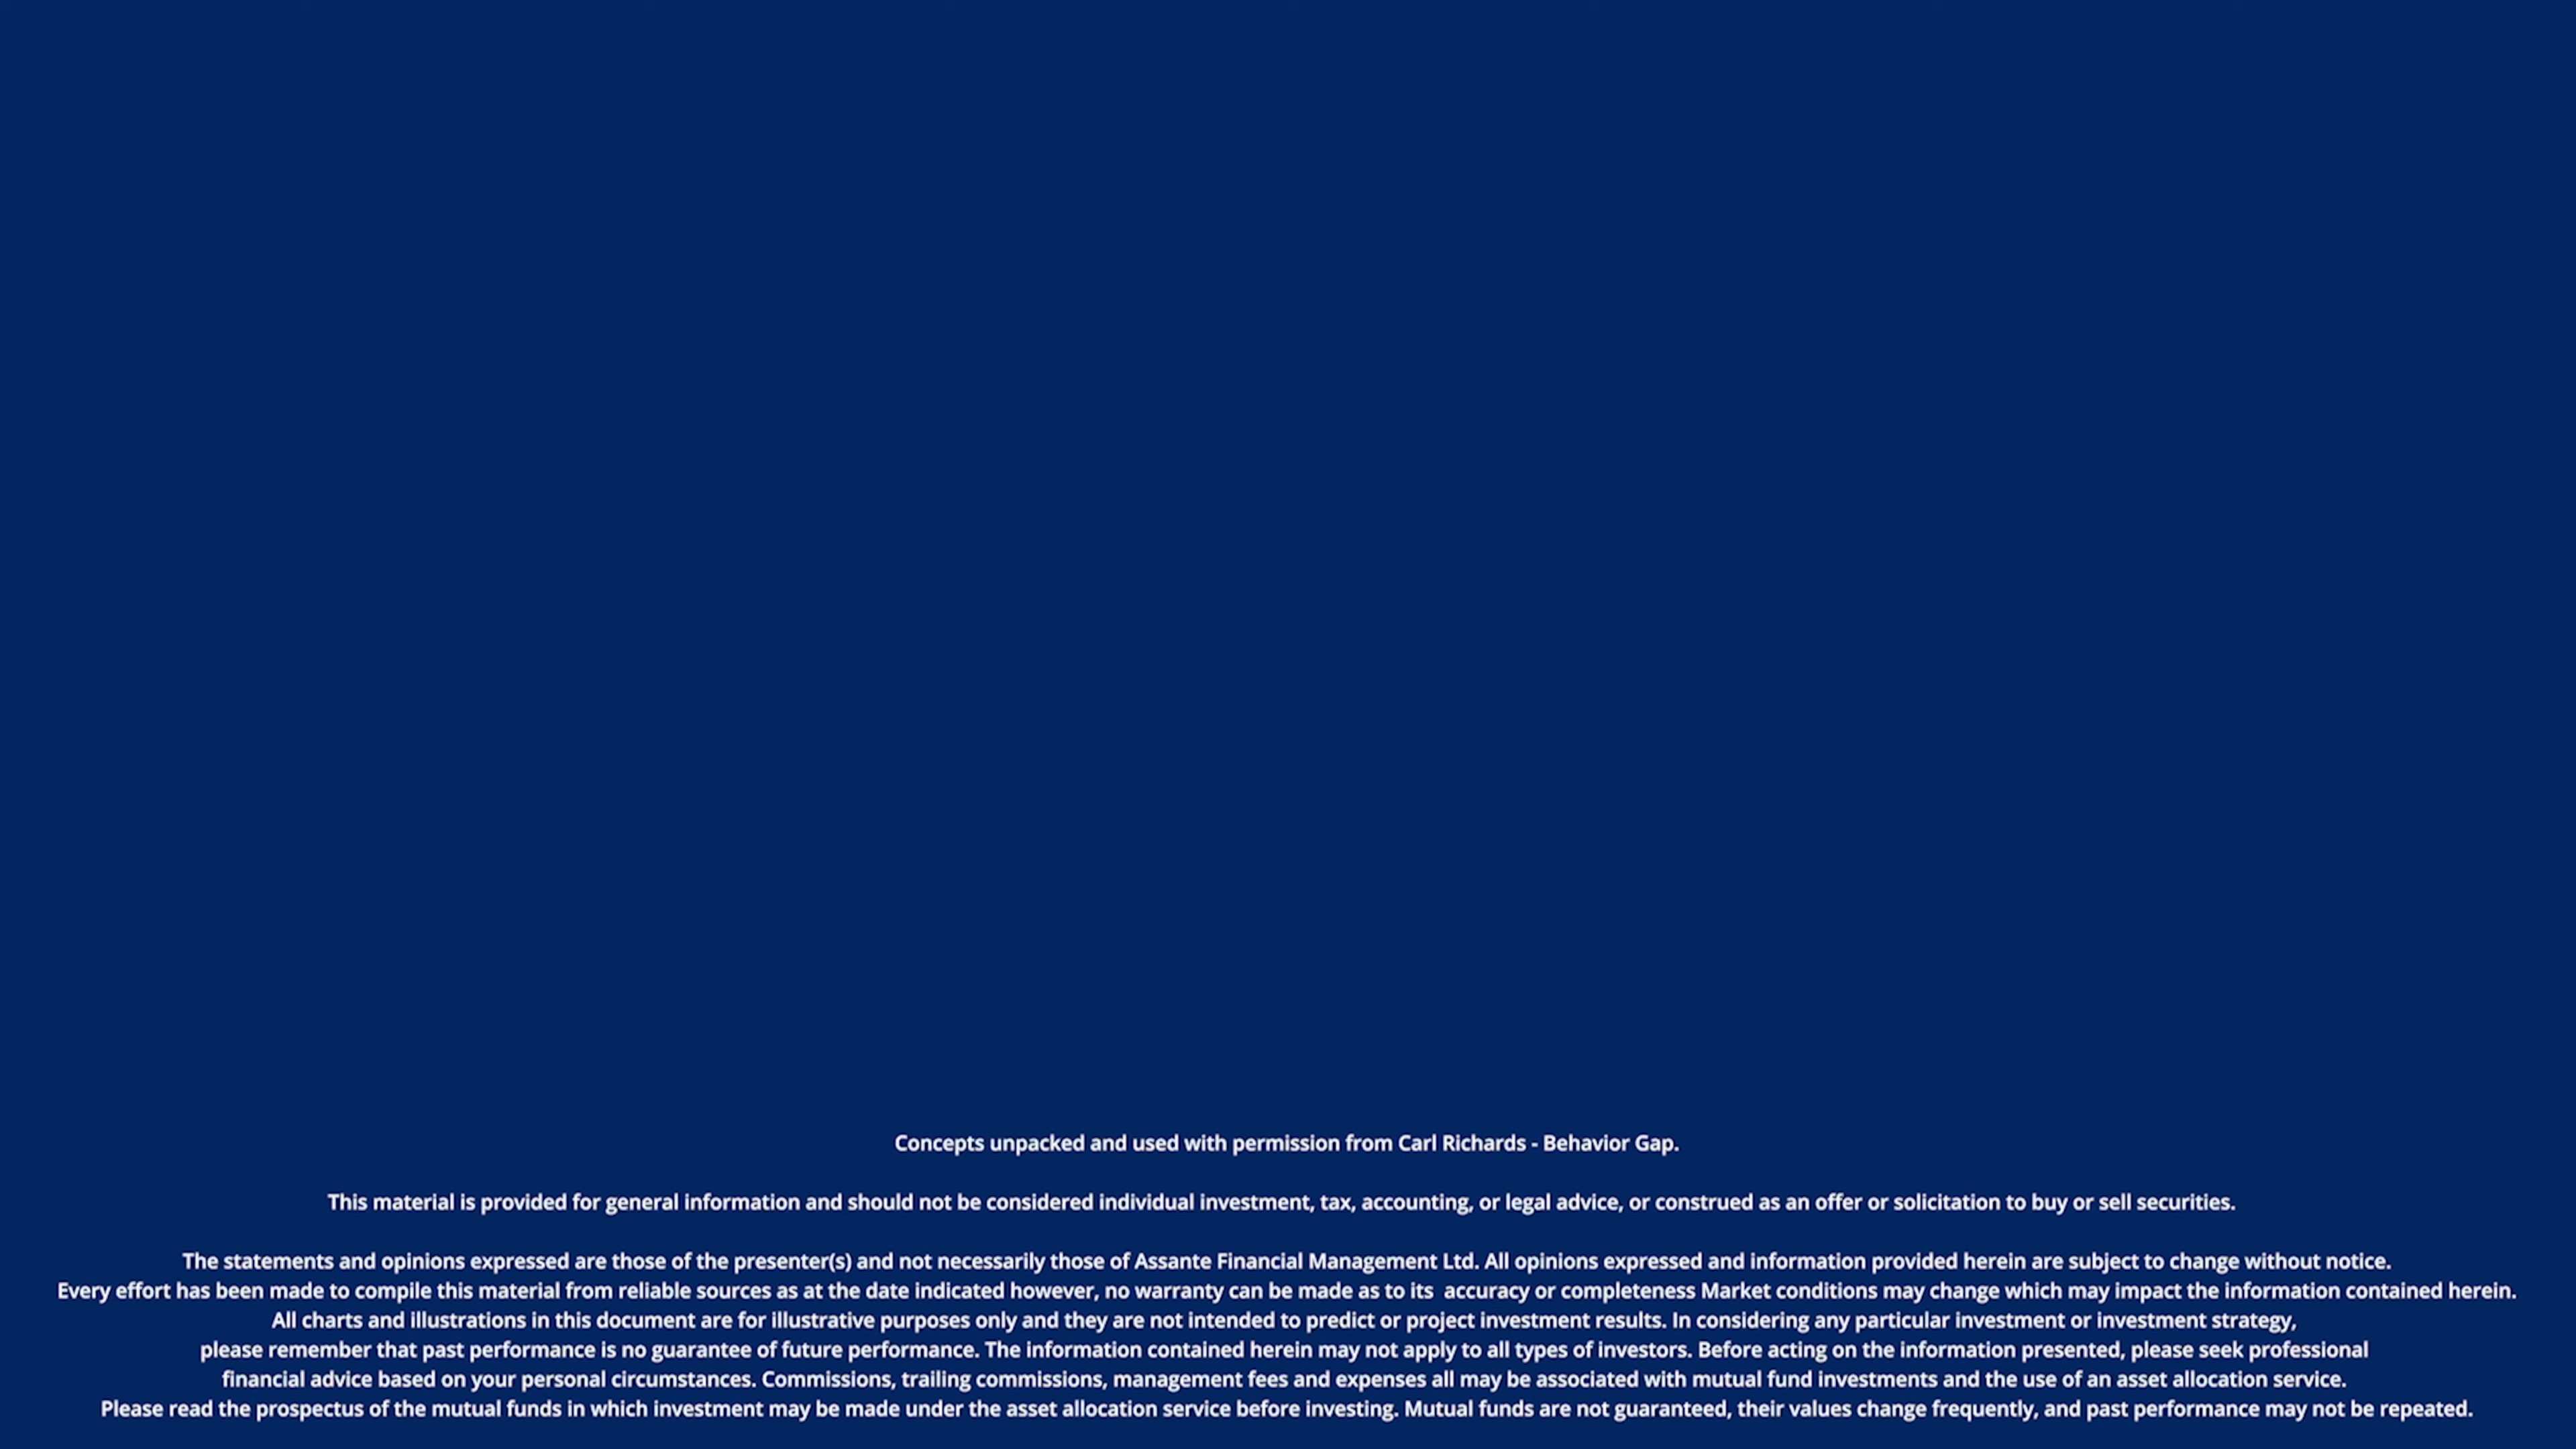 Concepts unpacked and used with permission from Carl Richards - Behavior Gap.
This material is provided for general information and should not be considered individual investment, tax, accounting, or legal advice, or construed as an offer or solicitation to buy or sell securities.
The statements and opinions expressed are those of the presenter(s) and not necessarily those of Assante Financial Management Ltd. All opinions expressed and information provided herein are subject to change without notice.
Every effort has been made to compile this material from reliable sources as at the date indicated however, no warranty can be made as to its  accuracy or completeness Market conditions may change which may impact the information contained herein.
All charts and illustrations in this document are for illustrative purposes only and they are not intended to predict or project investment results. In considering any particular investment or investment strategy,
please remember that past performance is no guarantee of future performance. The information contained herein may not apply to all types of investors. Before acting on the information presented, please seek professional
financial advice based on your personal circumstances. Commissions, trailing commissions, management fees and expenses all may be associated with mutual fund investments and the use of an asset allocation service.
Please read the prospectus of the mutual funds in which investment may be made under the asset allocation service before investing. Mutual funds are not guaranteed, their values change frequently, and past performance may not be repeated.